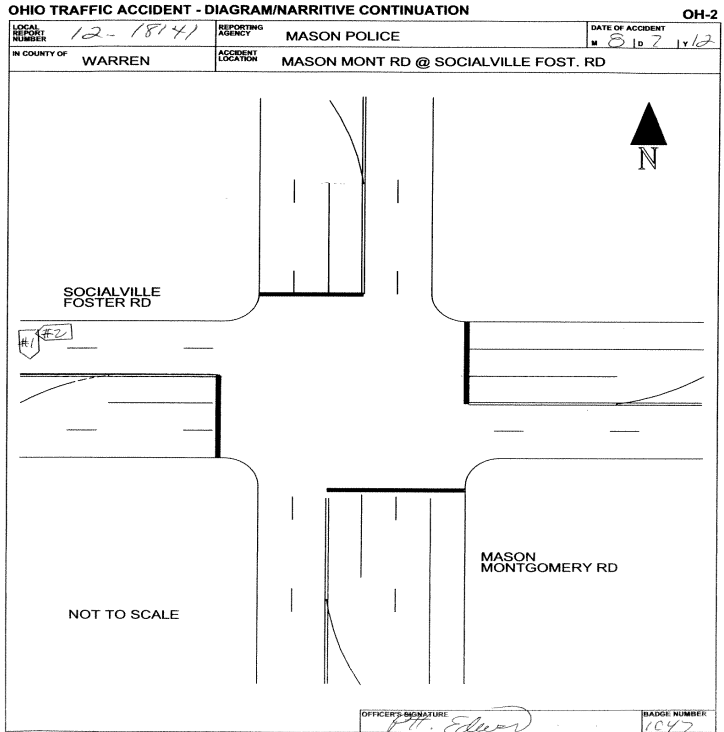 OHIO TRAFFIC ACCIDENT - DIAGRAM/NARRITIVE CONTINUATION
OH-2
LOCAL REPORT NUMBER 12-18141 REPORTING AGENCY MASON POLICE DATE OF ACCIDENT M 8 D 7 Y 12
IN COUNTY OF WARREN ACCIDENT LOCATION MASON MONT RD @ SOCIALVILLE FOST. RD
N
SOCIALVILLE
FOSTER RD
#1 #2
MASON
MONTGOMERY RD
NOT TO SCALE
OFFICER'S SIGNATURE BADGE NUMBER
Ptl. 1047